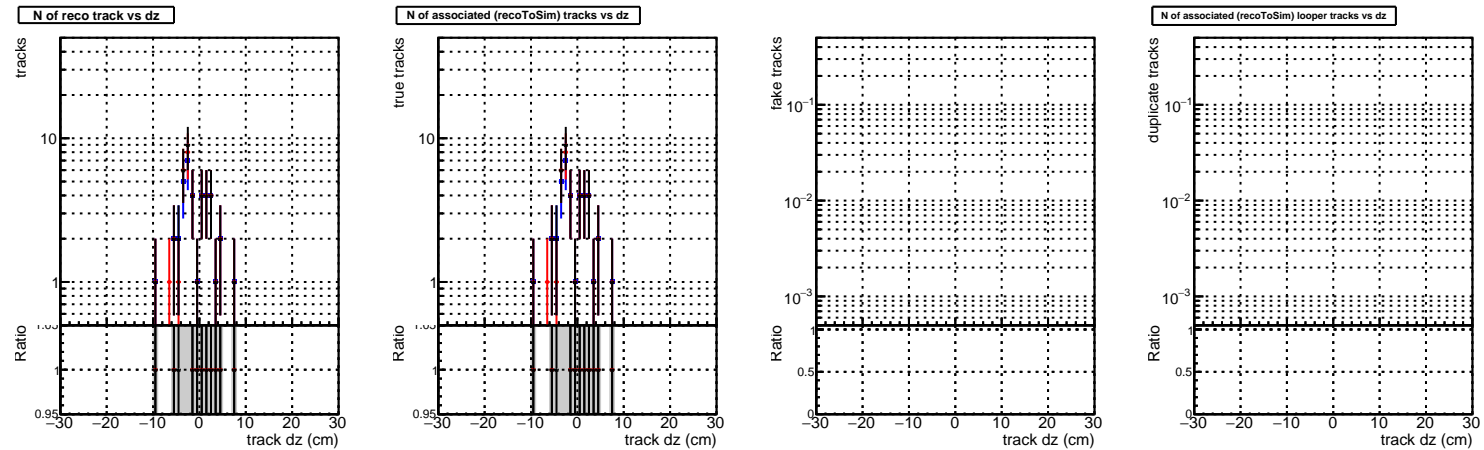 N of reco track vs dz
tracks
10
1
Ratio
1.05
1
0.95
−30 −20 −10 0 10 20 30
track dz (cm)
N of associated (recoToSim) tracks vs dz
true tracks
10
1
Ratio
1.05
1
0.95
−30 −20 −10 0 10 20 30
track dz (cm)
fake tracks
10−1
10−2
10−3
Ratio
1
0.5
0
−30 −20 −10 0 10 20 30
track dz (cm)
N of associated (recoToSim) looper tracks vs dz
duplicate tracks
10−1
10−2
10−3
Ratio
1
0.5
0
−30 −20 −10 0 10 20 30
track dz (cm)